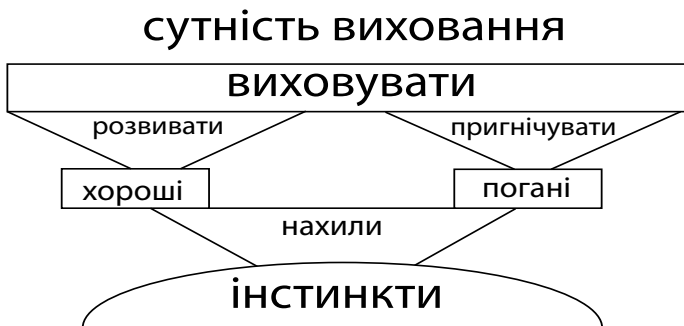 сутність виховання
виховувати
розвивати пригнічувати
хороші погані
нахили
інстинкти